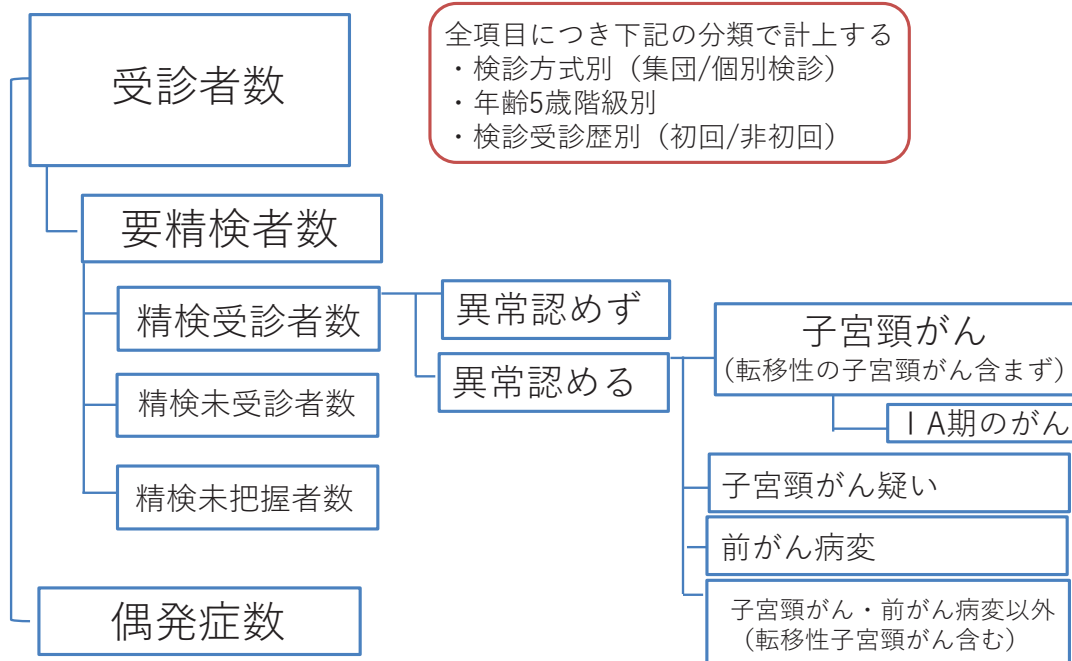 受診者数
全項目につき下記の分類で計上する
・検診方式別（集団/個別検診）
・年齢5歳階級別
・検診受診歴別（初回/非初回）
要精検者数
精検受診者数
異常認めず
子宮頸がん
（転移性の子宮頸がん含まず）
異常認める
ⅠA期のがん
精検未受診者数
子宮頸がん疑い
精検未把握者数
前がん病変
子宮頸がん・前がん病変以外
（転移性子宮頸がん含む）
偶発症数